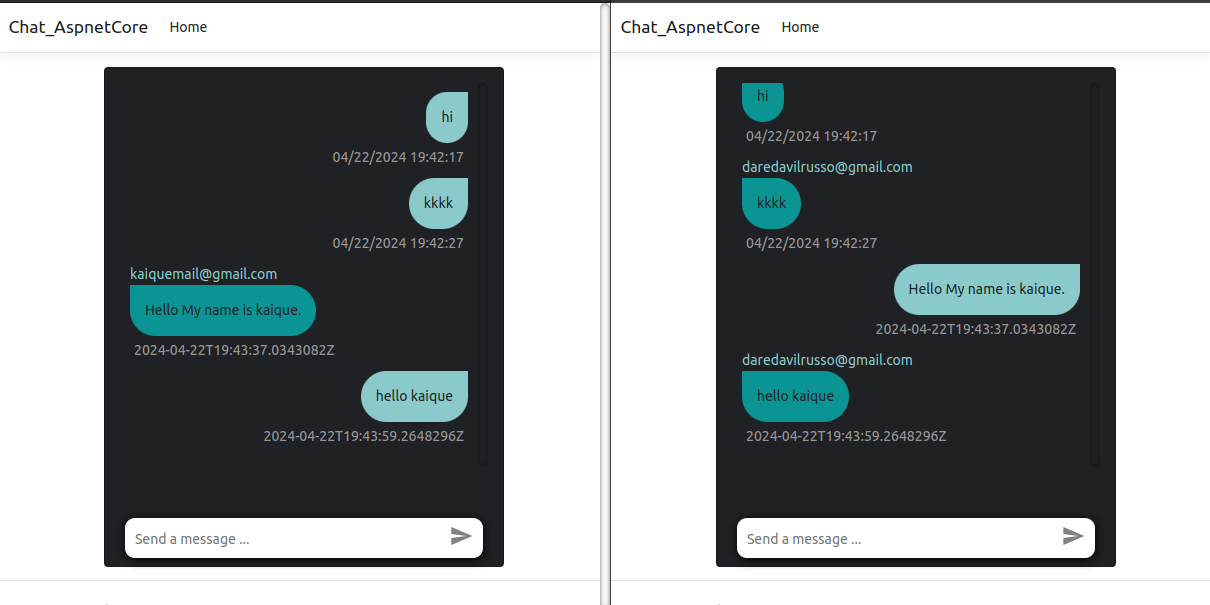 Chat_AspnetCore Home
hi
04/22/2024 19:42:17
kkkk
04/22/2024 19:42:27
kaiquemail@gmail.com
Hello My name is kaique.
2024-04-22T19:43:37.0343082Z
hello kaique
2024-04-22T19:43:59.2648296Z
Send a message ...
Chat_AspnetCore Home
hi
04/22/2024 19:42:17
daredavilrusso@gmail.com
kkkk
04/22/2024 19:42:27
Hello My name is kaique.
2024-04-22T19:43:37.0343082Z
daredavilrusso@gmail.com
hello kaique
2024-04-22T19:43:59.2648296Z
Send a message ...